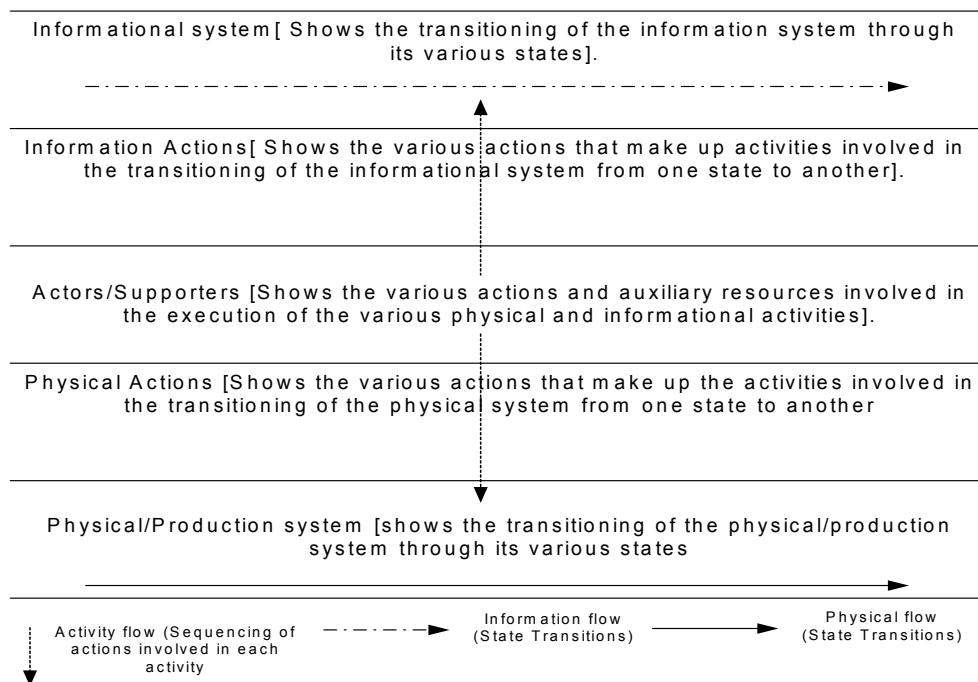 Informational system[ Shows the transitioning of the information system through
its various states].
Information Actions[ Shows the various actions that make up activities involved in
the transitioning of the informational system from one state to another].
Actors/Supporters [Shows the various actions and auxiliary resources involved in
the execution of the various physical and informational activities].
Physical Actions [Shows the various actions that make up the activities involved in
the transitioning of the physical system from one state to another
Physical/Production system [shows the transitioning of the physical/production
system through its various states
Activity flow (Sequencing of
actions involved in each
activity
Information flow
(State Transitions)
Physical flow
(State Transitions)